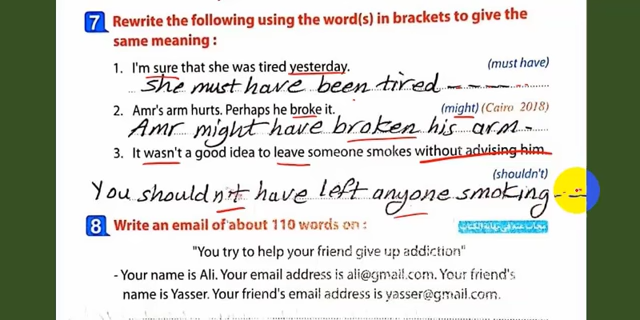 7 Rewrite the following using the word(s) in brackets to give the
same meaning :
1. I'm sure that she was tired yesterday. (must have)
She must have been tired
2. Amr's arm hurts. Perhaps he broke it. (might) (Cairo 2018)
Amr might have broken his arm
3. It wasn't a good idea to leave someone smokes without advising him
(shouldn't)
You shouldn't have left anyone smoking
8 Write an email of about 110 words on :
"You try to help your friend give up addiction"
- Your name is Ali. Your email address is ali@gmail.com. Your friend's
name is Yasser. Your friend's email address is yasser@gmail.com.